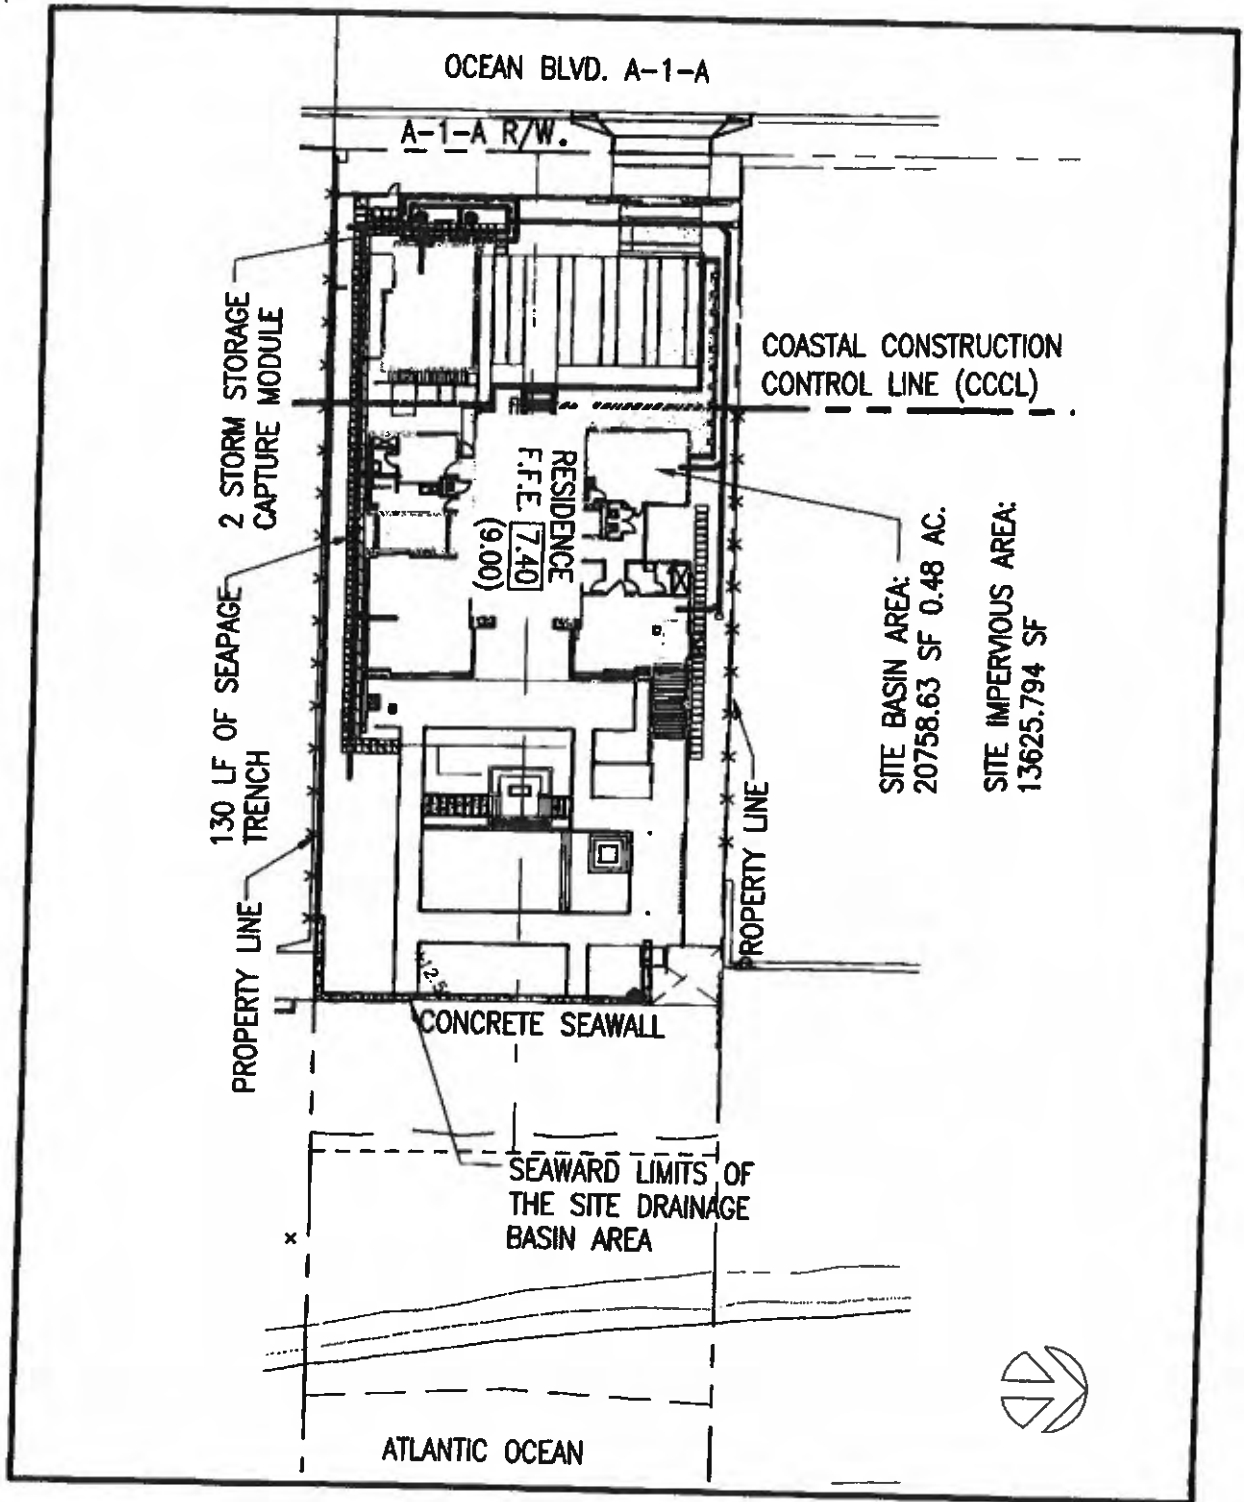 OCEAN BLVD. A-1-A
A-1-A R/W.
2 STORM STORAGE
CAPTURE MODULE
COASTAL CONSTRUCTION
CONTROL LINE (CCCL)
RESIDENCE
F.F.E. 7.40
(9.00)
130 LF OF SEAPAGE
TRENCH
SITE BASIN AREA:
20758.63 SF 0.48 AC.
SITE IMPERVIOUS AREA:
13625.794 SF
PROPERTY LINE
PROPERTY LINE
12.5
CONCRETE SEAWALL
SEAWARD LIMITS OF
THE SITE DRAINAGE
BASIN AREA
ATLANTIC OCEAN